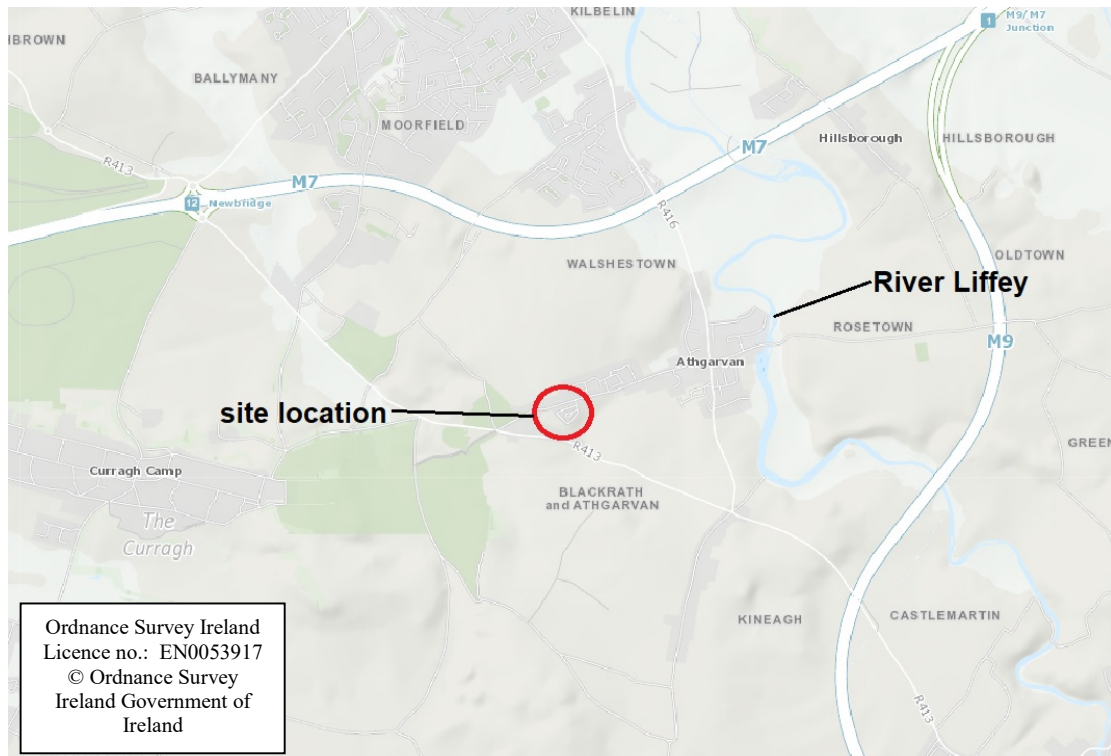 KILBELIN
1
M9/M7
Junction
HBROWN
BALLYMANY
MOORFIELD
Hillsborough
HILLSBOROUGH
M7
R413
M7
12 Newbridge
R416
WALSHESTOWN
OLDTOWN
River Liffey
ROSETOWN
M9
Athgarvan
site location
R413
GREEN
Curragh Camp
BLACKRATH
and ATHGARVAN
The
Curragh
KINEAGH
CASTLEMARTIN
R413
Ordnance Survey Ireland
Licence no.: EN0053917
© Ordnance Survey
Ireland Government of
Ireland